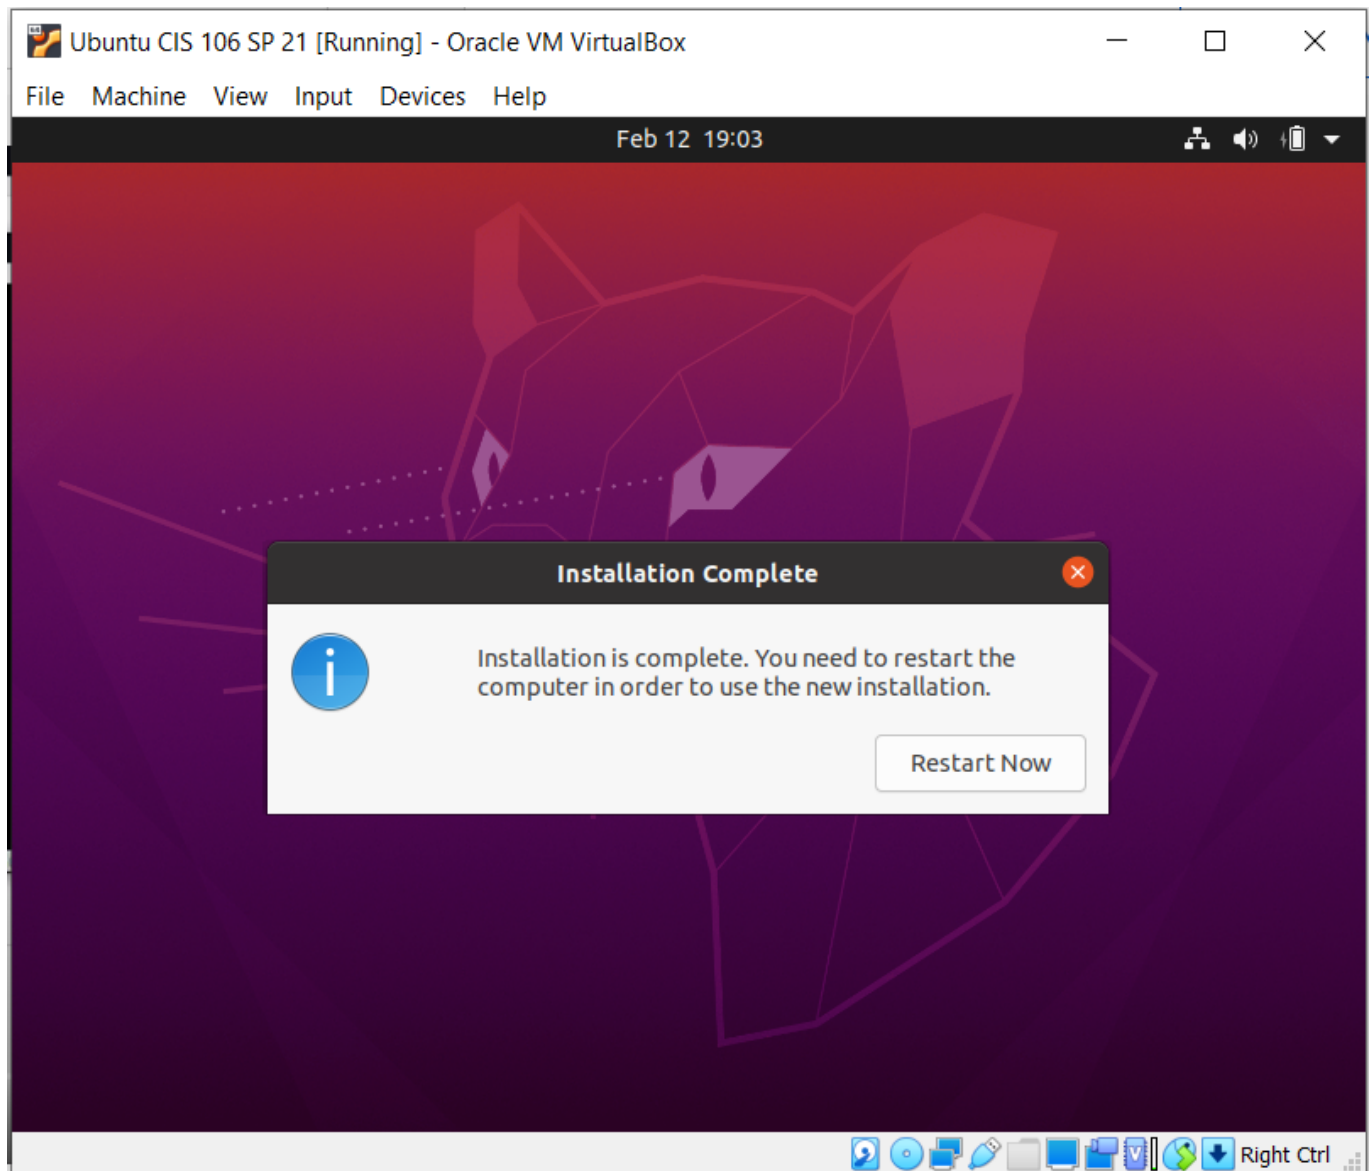 Ubuntu CIS 106 SP 21 [Running] - Oracle VM VirtualBox
File Machine View Input Devices Help
Feb 12 19:03
Installation Complete
Installation is complete. You need to restart the
computer in order to use the new installation.
Restart Now
Right Ctrl